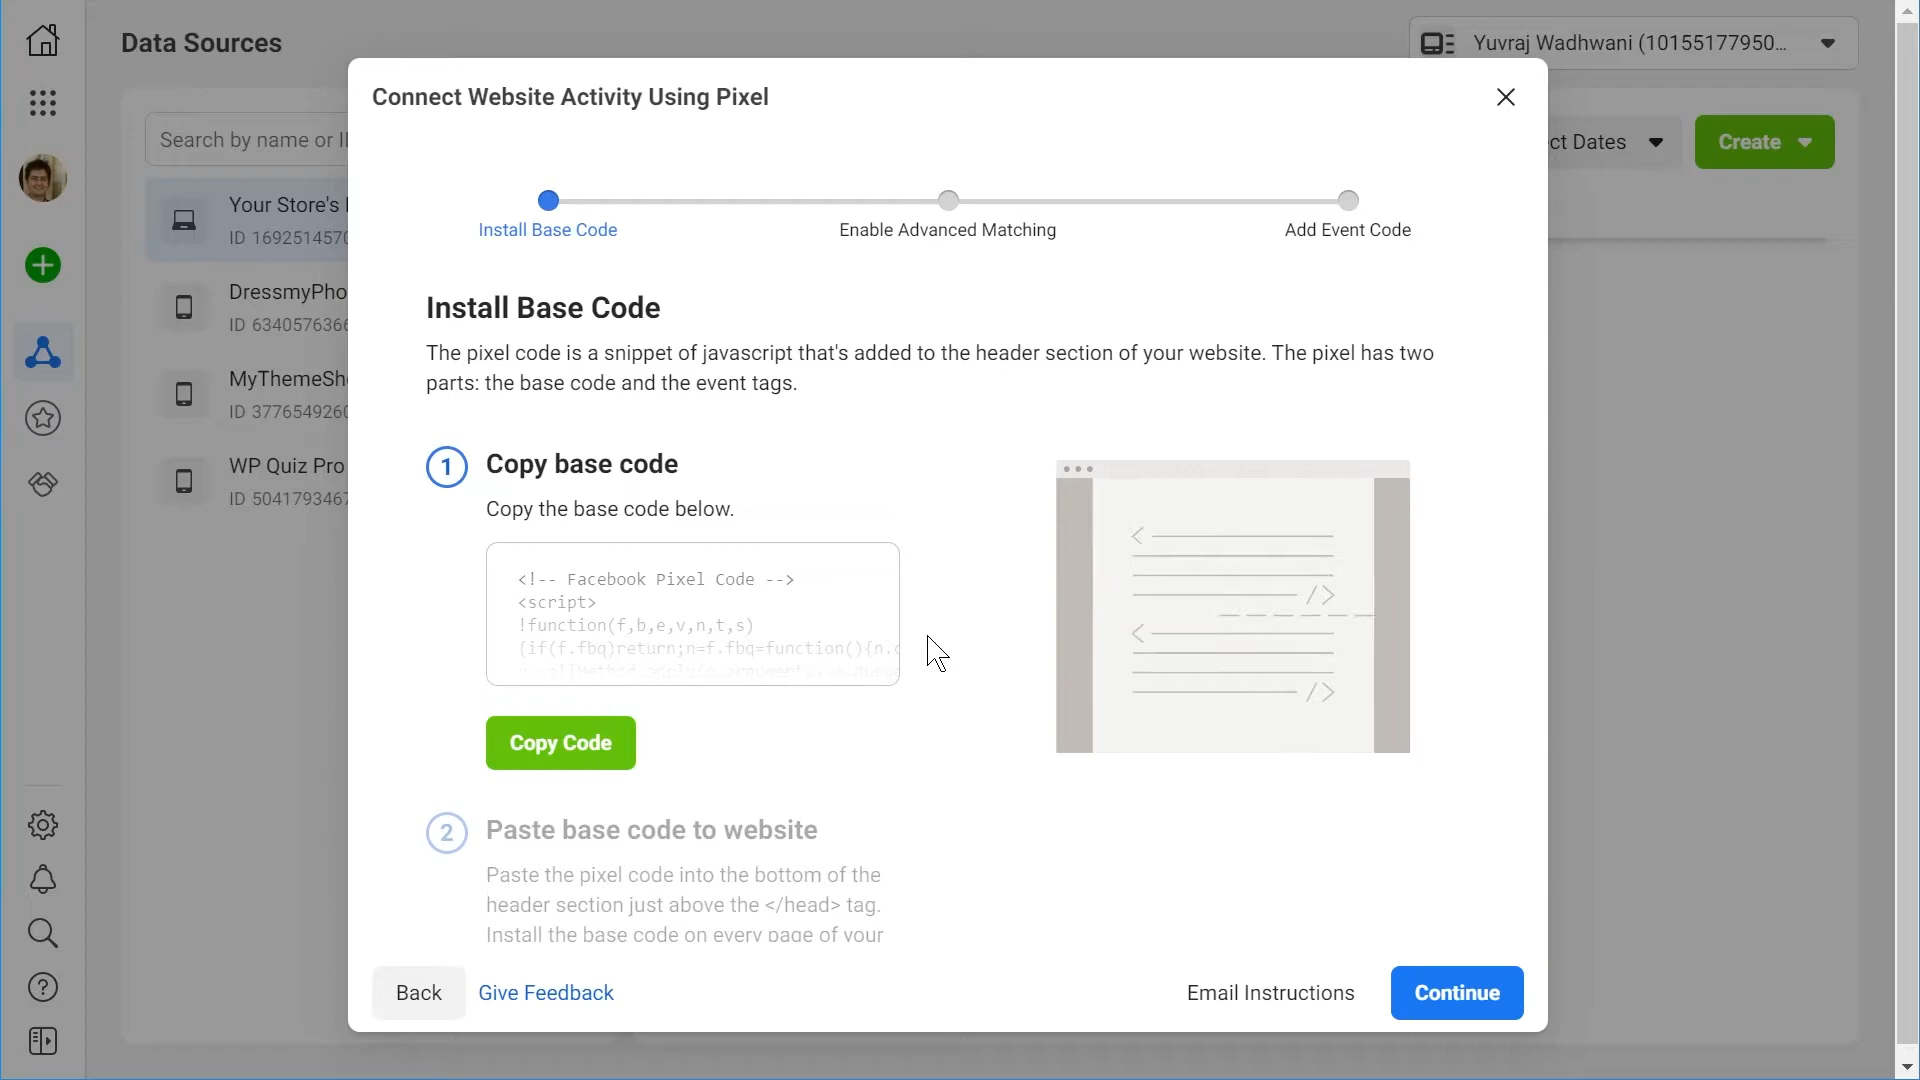 Data Sources
Yuvraj Wadhwani (10155177950...
Connect Website Activity Using Pixel
Search by name or
ct Dates
Create
Install Base Code
Enable Advanced Matching
Add Event Code
Your Store's
ID 1692514570
DressmyPho
ID 6340576366
MyThemeSh
ID 3776549260
WP Quiz Pro
ID 5041793467
Install Base Code
The pixel code is a snippet of javascript that's added to the header section of your website. The pixel has two
parts: the base code and the event tags.
1
Copy base code
Copy the base code below.
<!-- Facebook Pixel Code -->
<script>
!function(f,b,e,v,n,t,s)
{if(f.fbq)return;n=f.fbq=function(){n.c
Copy Code
2
Paste base code to website
Paste the pixel code into the bottom of the
header section just above the </head> tag.
Install the base code on every page of your
Back
Give Feedback
Email Instructions
Continue